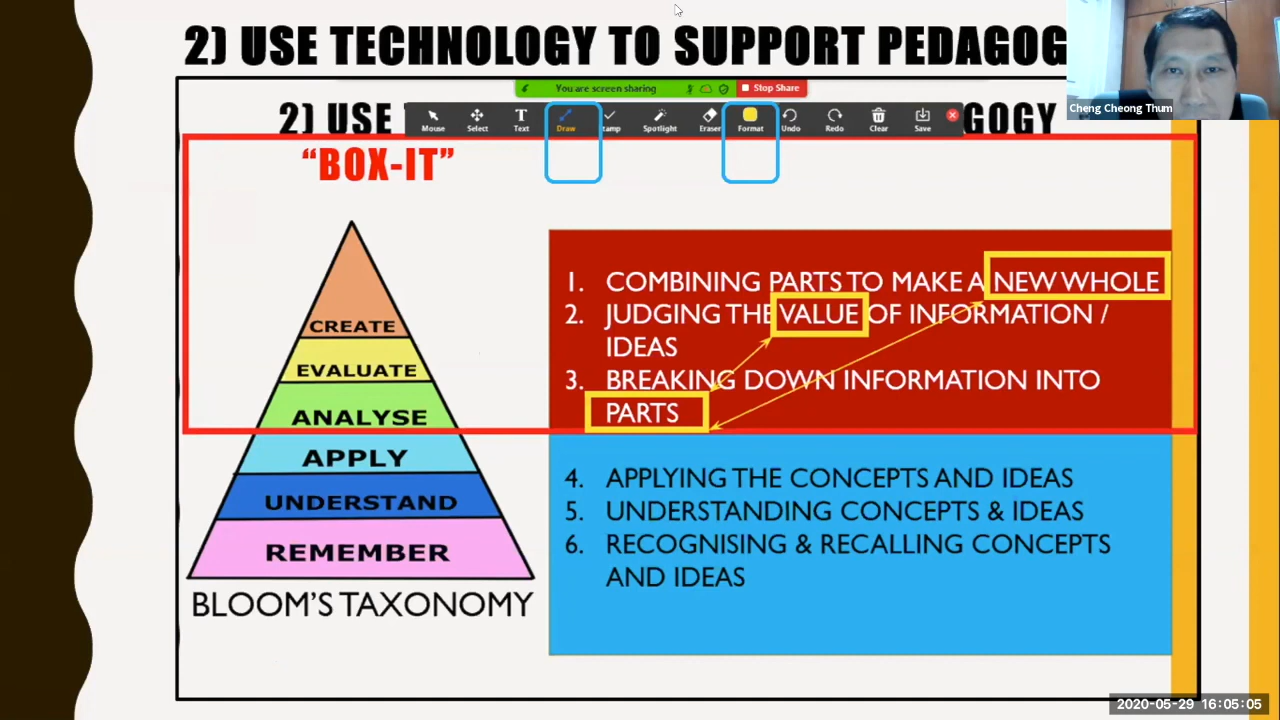 2) USE TECHNOLOGY TO SUPPORT PEDAGOG
Cheng Cheong Thum
You are screen sharing
Stop Share
2) USE
GOGY
Mouse
Select
Text
Draw
tamp
Spotlight
Eraser
Format
Undo
Redo
Clear
Save
“BOX-IT”
CREATE
EVALUATE
ANALYSE
APPLY
UNDERSTAND
REMEMBER
BLOOM’S TAXONOMY
1. COMBINING PARTS TO MAKE A NEW WHOLE
2. JUDGING THE VALUE OF INFORMATION /
IDEAS
3. BREAKING DOWN INFORMATION INTO
PARTS
4. APPLYING THE CONCEPTS AND IDEAS
5. UNDERSTANDING CONCEPTS & IDEAS
6. RECOGNISING & RECALLING CONCEPTS
AND IDEAS
2020-05-29 16:05:05